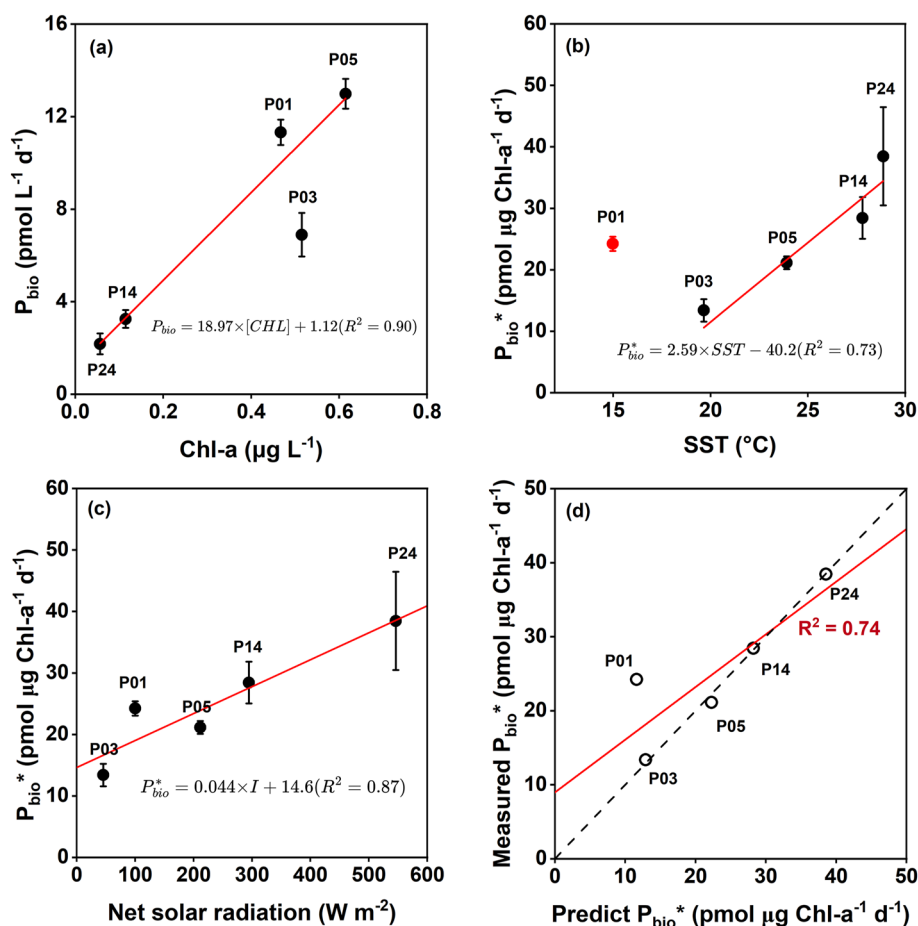 (a)
P05
P01
P03
P14
P24
P_bio = 18.97×[CHL] + 1.12(R² = 0.90)
16
12
8
4
0
0.0 0.2 0.4 0.6 0.8
P_bio (pmol L⁻¹ d⁻¹)
Chl-a (μg L⁻¹)
(b)
P24
P14
P01
P05
P03
P*_bio = 2.59×SST − 40.2(R² = 0.73)
60
50
40
30
20
10
0
15 20 25 30
P_bio* (pmol μg Chl-a⁻¹ d⁻¹)
SST (°C)
(c)
P24
P14
P01
P05
P03
P*_bio = 0.044×I + 14.6(R² = 0.87)
60
50
40
30
20
10
0
0 100 200 300 400 500 600
P_bio* (pmol μg Chl-a⁻¹ d⁻¹)
Net solar radiation (W m⁻²)
(d)
P24
R² = 0.74
P01
P14
P05
P03
50
40
30
20
10
0
0 10 20 30 40 50
Measured P_bio* (pmol μg Chl-a⁻¹ d⁻¹)
Predict P_bio* (pmol μg Chl-a⁻¹ d⁻¹)